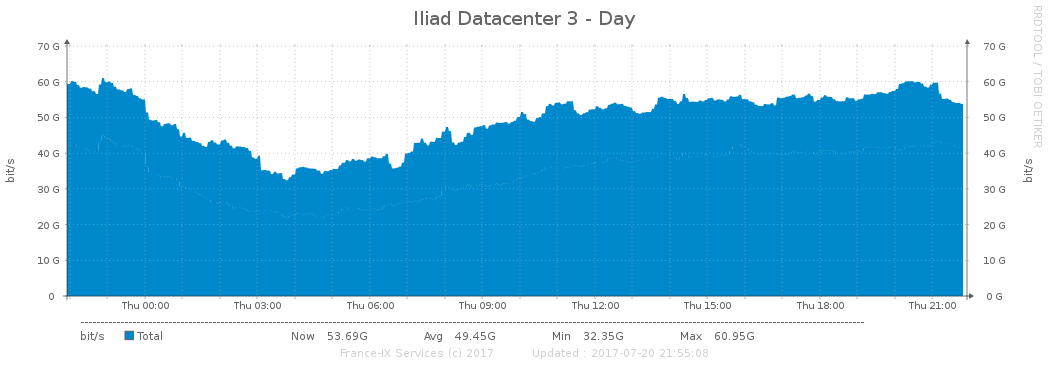 Iliad Datacenter 3 - Day
RRDTOOL / TOBI OETIKER
70 G 70 G
60 G 60 G
50 G 50 G
40 G 40 G
30 G 30 G
20 G 20 G
10 G 10 G
0 0 G
bit/s bit/s
Thu 00:00 Thu 03:00 Thu 06:00 Thu 09:00 Thu 12:00 Thu 15:00 Thu 18:00 Thu 21:00
bit/s Total Now 53.69G Avg 49.45G Min 32.35G Max 60.95G
France-IX Services (c) 2017 Updated : 2017-07-20 21:55:08